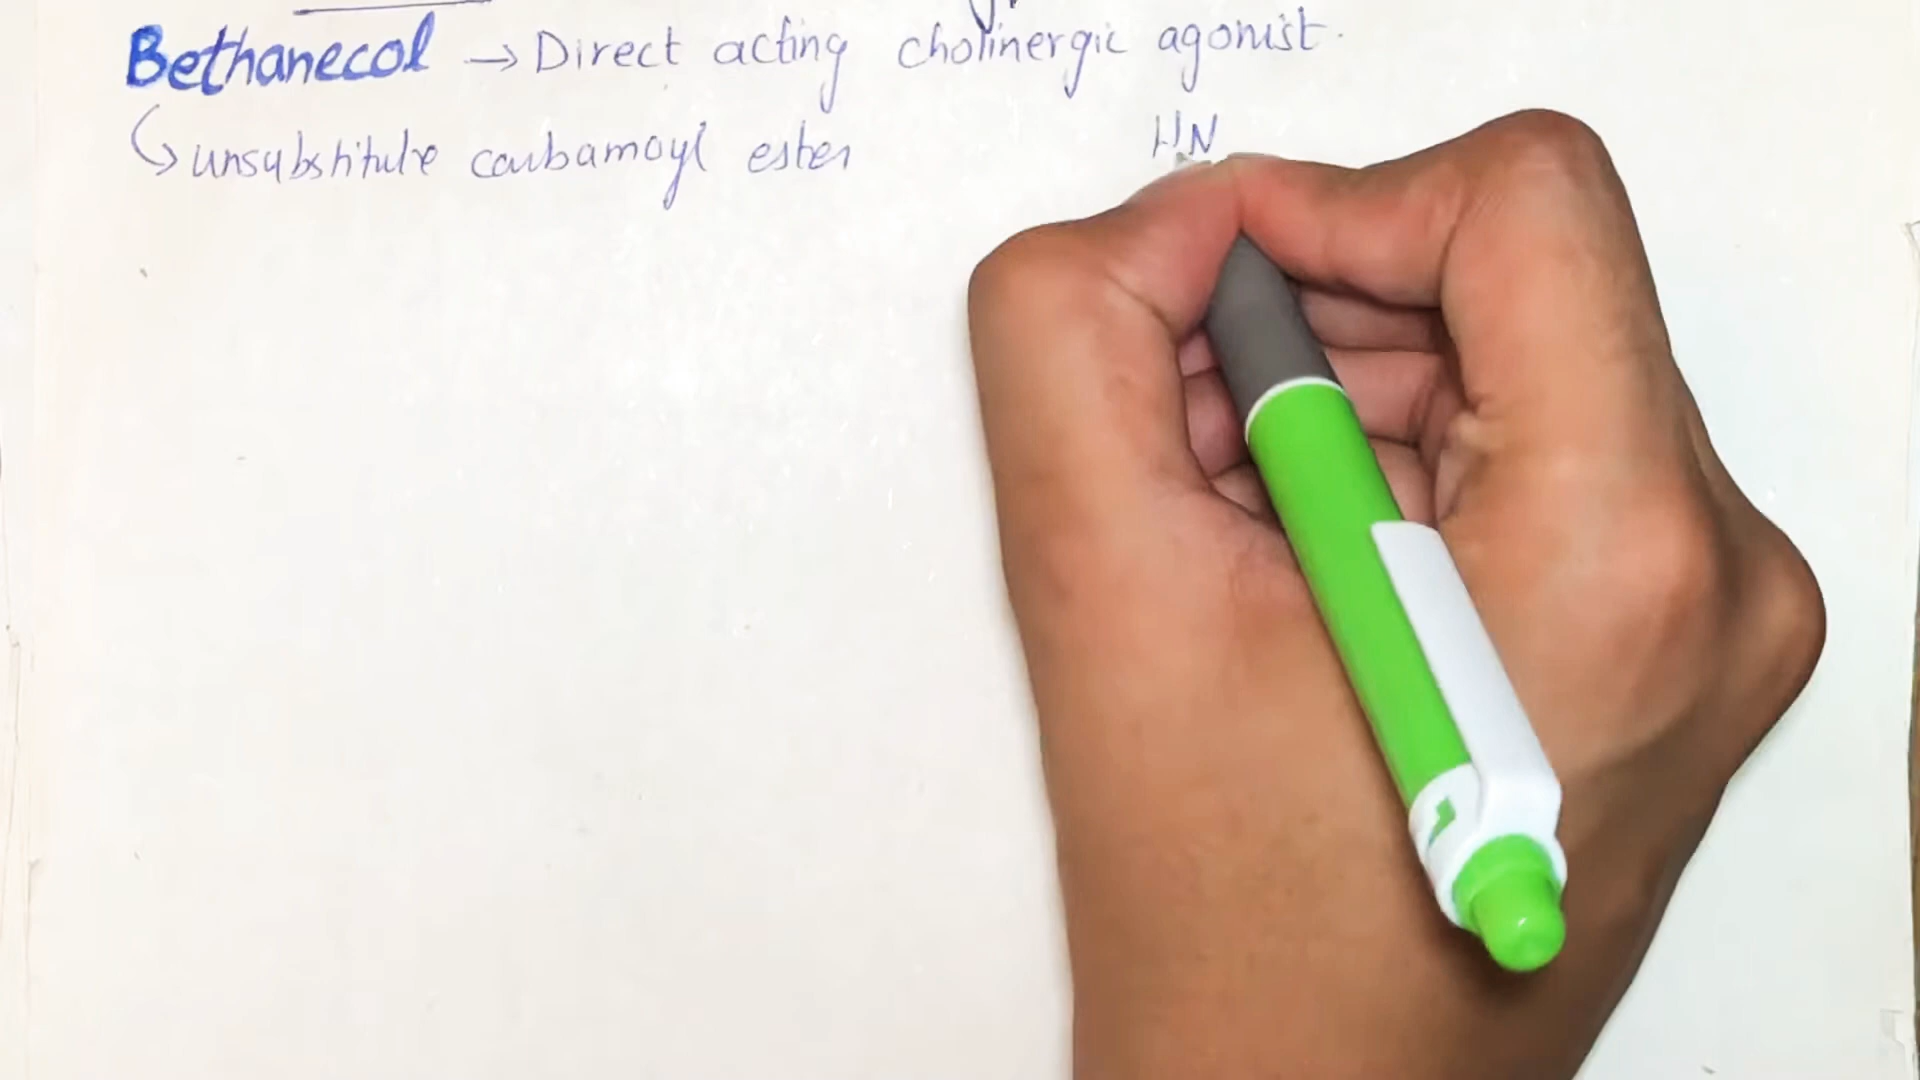 Bethanecol → Direct acting cholinergic agonist.
↳ unsubstitute carbamoyl ester
HN